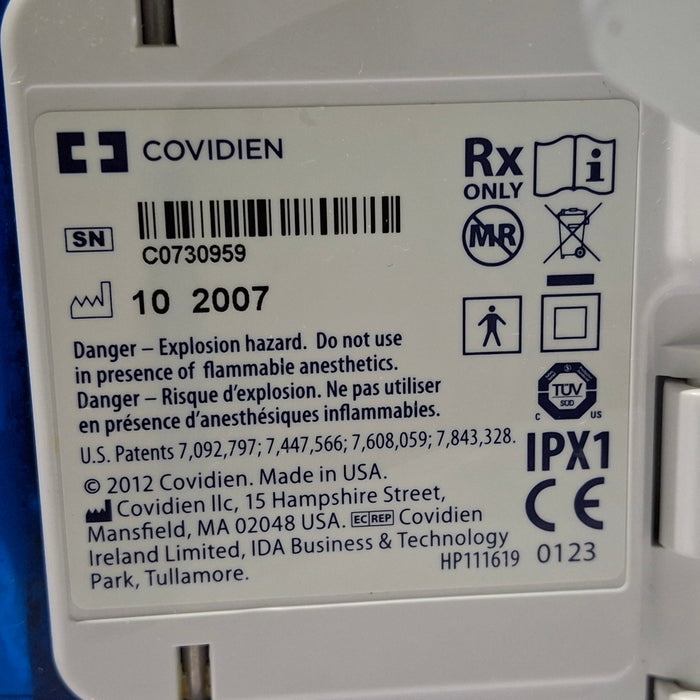 COVIDIEN
Rx
ONLY
SN
C0730959
MR
10 2007
Danger – Explosion hazard. Do not use
in presence of flammable anesthetics.
Danger – Risque d'explosion. Ne pas utiliser
en présence d'anesthésiques inflammables.
U.S. Patents 7,092,797; 7,447,566; 7,608,059; 7,843,328.
© 2012 Covidien. Made in USA.
Covidien llc, 15 Hampshire Street,
Mansfield, MA 02048 USA. EC REP Covidien
Ireland Limited, IDA Business & Technology
Park, Tullamore.
HP111619
i
TÜV
SÜD
C US
IPX1
CE
0123